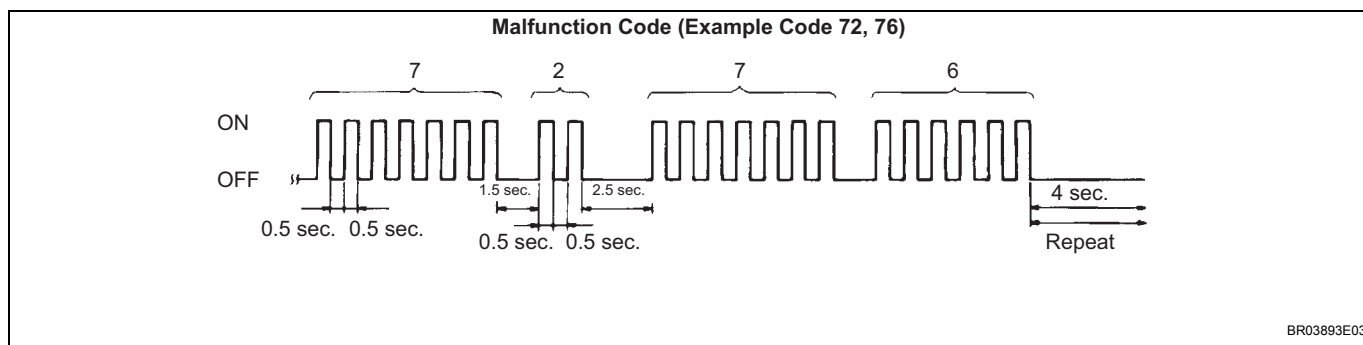 Malfunction Code (Example Code 72, 76)
7 2 7 6
ON
OFF
1.5 sec. 2.5 sec. 4 sec.
0.5 sec. 0.5 sec. 0.5 sec. 0.5 sec. Repeat
BR03893E03